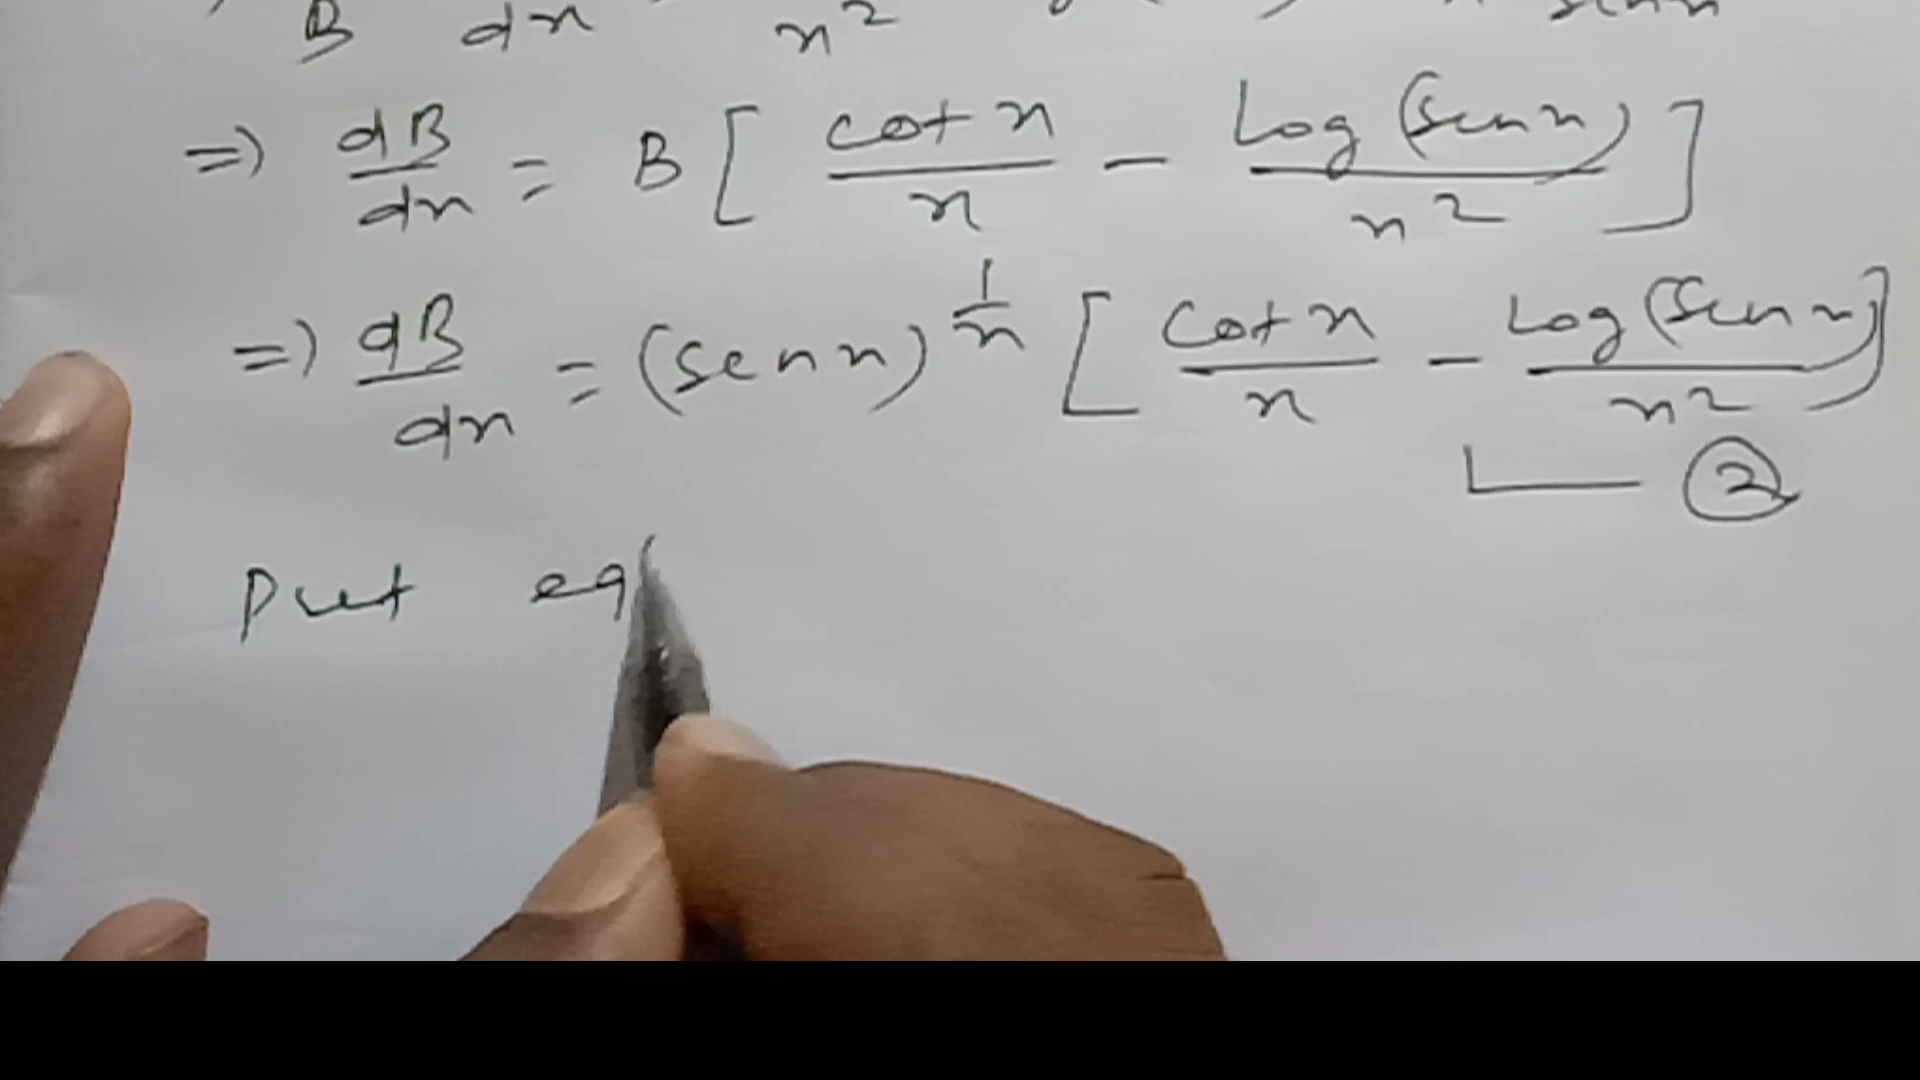 B dx x²
=> dB/dx = B [ cot x / x - Log (sin x) / x² ]
=> dB/dx = (sin x)^(1/x) [ cot x / x - Log (sin x) / x² ]
②
Put eq